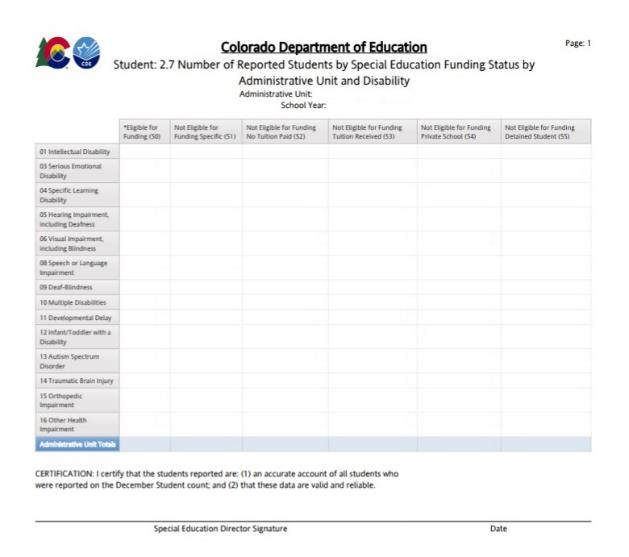 Colorado Department of Education
Page: 1
CDE
Student: 2.7 Number of Reported Students by Special Education Funding Status by
Administrative Unit and Disability
Administrative Unit:
School Year:
*Eligible for Funding (50)
Not Eligible for Funding Specific (51)
Not Eligible for Funding No Tuition Paid (52)
Not Eligible for Funding Tuition Received (53)
Not Eligible for Funding Private School (54)
Not Eligible for Funding Detained Student (55)
01 Intellectual Disability
03 Serious Emotional
Disability
04 Specific Learning
Disability
05 Hearing Impairment,
including Deafness
06 Visual Impairment,
including Blindness
08 Speech or Language
Impairment
09 Deaf-Blindness
10 Multiple Disabilities
11 Developmental Delay
12 Infant/Toddler with a
Disability
13 Autism Spectrum
Disorder
14 Traumatic Brain Injury
15 Orthopedic
Impairment
16 Other Health
Impairment
Administrative Unit Totals
CERTIFICATION: I certify that the students reported are: (1) an accurate account of all students who
were reported on the December Student count; and (2) that these data are valid and reliable.
Special Education Director Signature
Date